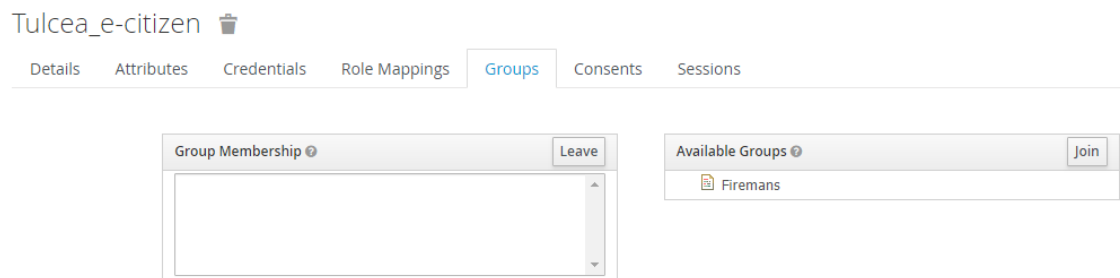 Tulcea_e-citizen
Details Attributes Credentials Role Mappings Groups Consents Sessions
Group Membership Leave
Available Groups Join
Firemans